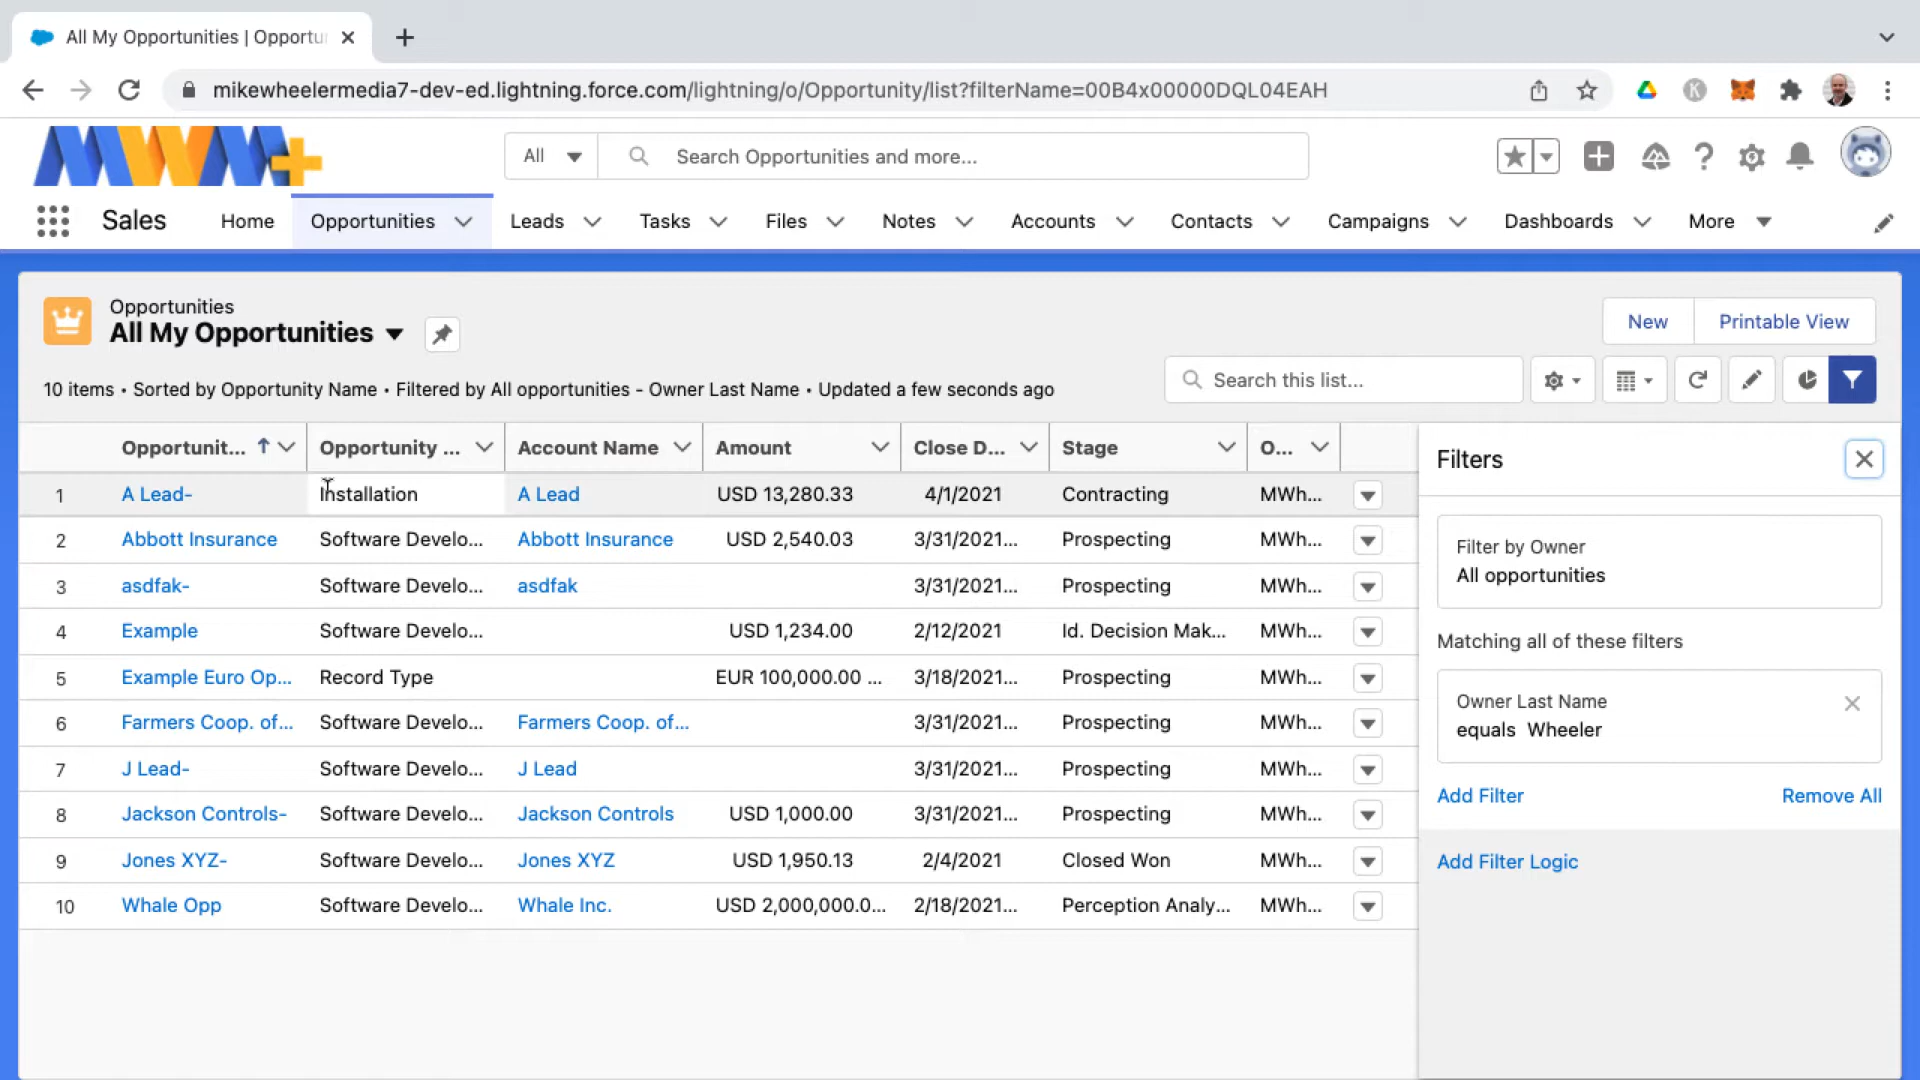 All My Opportunities | Opportu
mikewheelermedia7-dev-ed.lightning.force.com/lightning/o/Opportunity/list?filterName=00B4x00000DQL04EAH
MWM+
All
Search Opportunities and more...
Sales
Home
Opportunities
Leads
Tasks
Files
Notes
Accounts
Contacts
Campaigns
Dashboards
More
Opportunities
All My Opportunities
New
Printable View
10 items • Sorted by Opportunity Name • Filtered by All opportunities - Owner Last Name • Updated a few seconds ago
Search this list...
Opportunit... Opportunity ... Account Name Amount Close D... Stage O...
1 A Lead- Installation A Lead USD 13,280.33 4/1/2021 Contracting MWh...
2 Abbott Insurance Software Develo... Abbott Insurance USD 2,540.03 3/31/2021... Prospecting MWh...
3 asdfak- Software Develo... asdfak 3/31/2021... Prospecting MWh...
4 Example Software Develo... USD 1,234.00 2/12/2021 Id. Decision Mak... MWh...
5 Example Euro Op... Record Type EUR 100,000.00 ... 3/18/2021... Prospecting MWh...
6 Farmers Coop. of... Software Develo... Farmers Coop. of... 3/31/2021... Prospecting MWh...
7 J Lead- Software Develo... J Lead 3/31/2021... Prospecting MWh...
8 Jackson Controls- Software Develo... Jackson Controls USD 1,000.00 3/31/2021... Prospecting MWh...
9 Jones XYZ- Software Develo... Jones XYZ USD 1,950.13 2/4/2021 Closed Won MWh...
10 Whale Opp Software Develo... Whale Inc. USD 2,000,000.0... 2/18/2021... Perception Analy... MWh...
Filters
Filter by Owner
All opportunities
Matching all of these filters
Owner Last Name
equals Wheeler
Add Filter
Remove All
Add Filter Logic